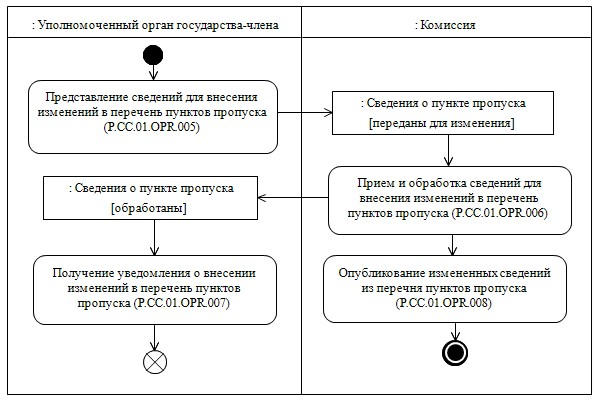 : Уполномоченный орган государства-члена
: Комиссия
Представление сведений для внесения
изменений в перечень пунктов пропуска
(P.CC.01.OPR.005)
: Сведения о пункте пропуска
[переданы для изменения]
: Сведения о пункте пропуска
[обработаны]
Прием и обработка сведений для
внесения изменений в перечень
пунктов пропуска (P.CC.01.OPR.006)
Получение уведомления о внесении
изменений в перечень пунктов
пропуска (P.CC.01.OPR.007)
Опубликование измененных сведений
из перечня пунктов пропуска
(P.CC.01.OPR.008)